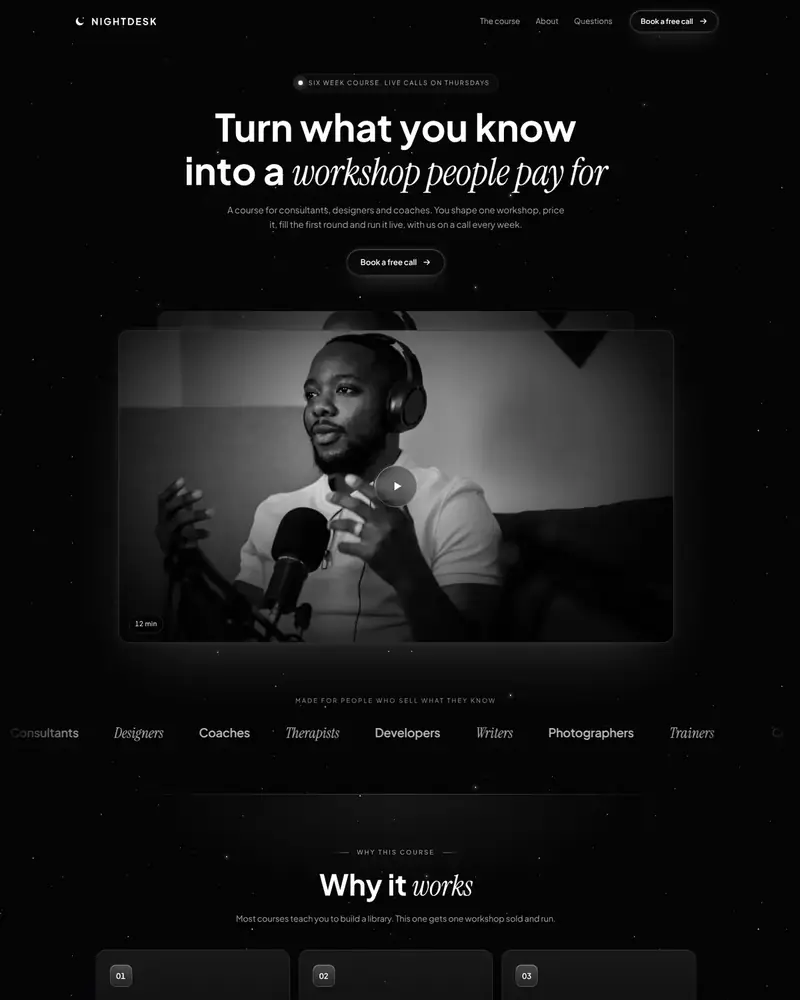 NIGHTDESK
The course About Questions Book a free call →
SIX WEEK COURSE. LIVE CALLS ON THURSDAYS
Turn what you know
into a workshop people pay for
A course for consultants, designers and coaches. You shape one workshop, price
it, fill the first round and run it live, with us on a call every week.
Book a free call →
12 min
MADE FOR PEOPLE WHO SELL WHAT THEY KNOW
Consultants Designers Coaches Therapists Developers Writers Photographers Trainers
WHY THIS COURSE
Why it works
Most courses teach you to build a library. This one gets one workshop sold and run.
01 02 03